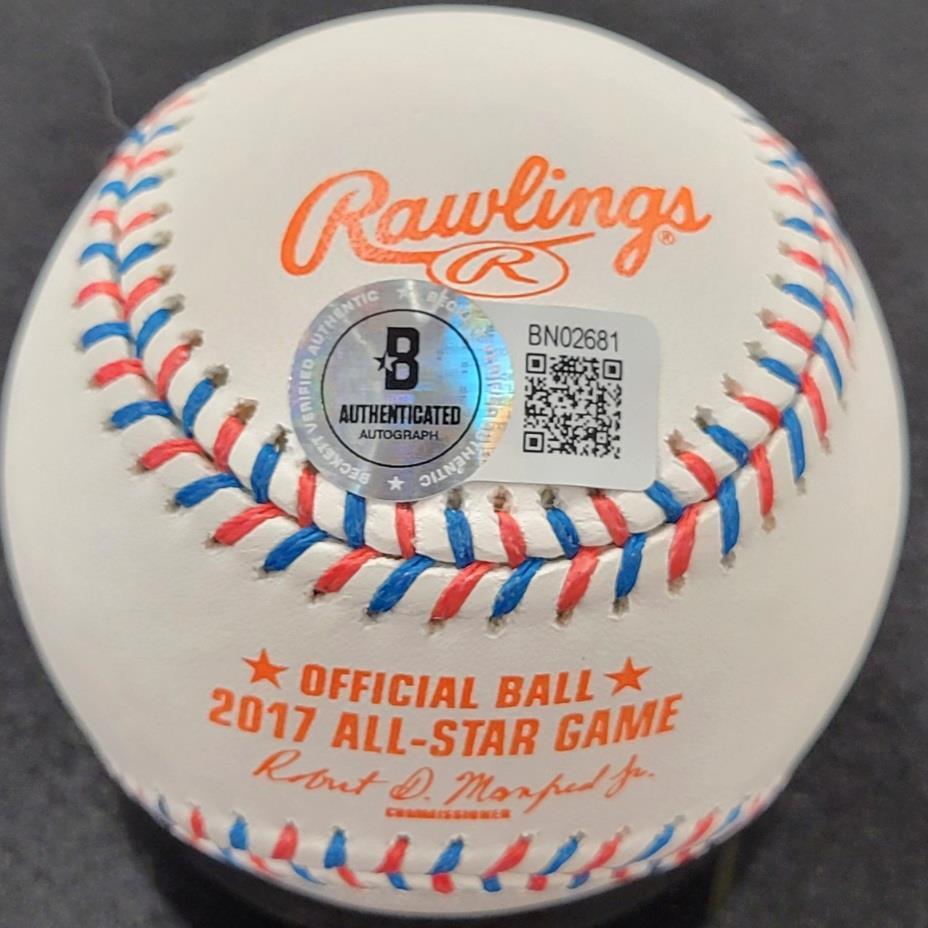 Rawlings®
R
BECKETT VERIFIED AUTHENTIC
B
AUTHENTICATED
AUTOGRAPH
BN02681
★ OFFICIAL BALL ★
2017 ALL-STAR GAME
Robert D. Manfred Jr.
COMMISSIONER